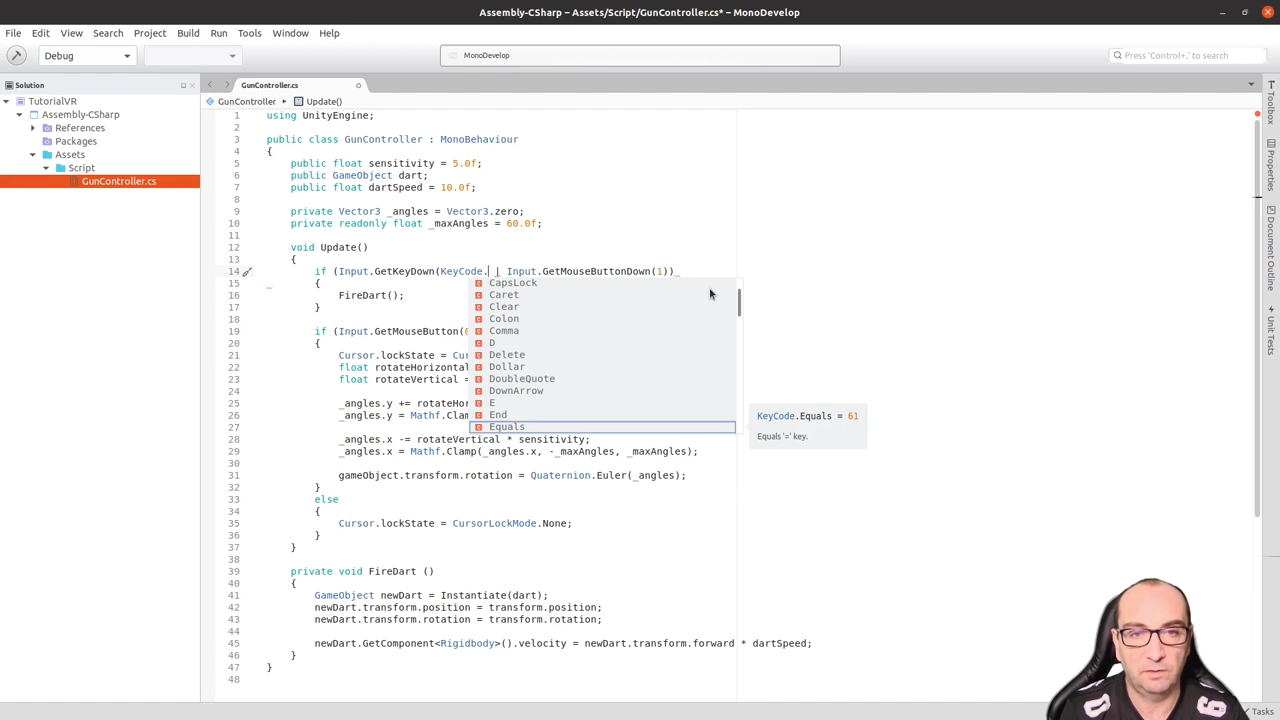 Assembly-CSharp – Assets/Script/GunController.cs* – MonoDevelop
File Edit View Search Project Build Run Tools Window Help
Debug
MonoDevelop
Press 'Control+,' to search
Solution
TutorialVR
Assembly-CSharp
References
Packages
Assets
Script
GunController.cs
GunController.cs
GunController ▸ Update()
1 using UnityEngine;
2
3 public class GunController : MonoBehaviour
4 {
5 public float sensitivity = 5.0f;
6 public GameObject dart;
7 public float dartSpeed = 10.0f;
8
9 private Vector3 _angles = Vector3.zero;
10 private readonly float _maxAngles = 60.0f;
11
12 void Update()
13 {
14 if (Input.GetKeyDown(KeyCode. | Input.GetMouseButtonDown(1))
15 {
16 FireDart();
17 }
18
19 if (Input.GetMouseButton(
20 {
21 Cursor.lockState = Cu
22 float rotateHorizontal
23 float rotateVertical =
24
25 _angles.y += rotateHo
26 _angles.y = Mathf.Clam
27
28 _angles.x -= rotateVertical * sensitivity;
29 _angles.x = Mathf.Clamp(_angles.x, -_maxAngles, _maxAngles);
30
31 gameObject.transform.rotation = Quaternion.Euler(_angles);
32 }
33 else
34 {
35 Cursor.lockState = CursorLockMode.None;
36 }
37 }
38
39 private void FireDart ()
40 {
41 GameObject newDart = Instantiate(dart);
42 newDart.transform.position = transform.position;
43 newDart.transform.rotation = transform.rotation;
44
45 newDart.GetComponent<Rigidbody>().velocity = newDart.transform.forward * dartSpeed;
46 }
47 }
48
CapsLock
Caret
Clear
Colon
Comma
D
Delete
Dollar
DoubleQuote
DownArrow
E
End
Equals
KeyCode.Equals = 61
Equals '=' key.
Toolbox
Properties
Document Outline
Unit Tests
Tasks